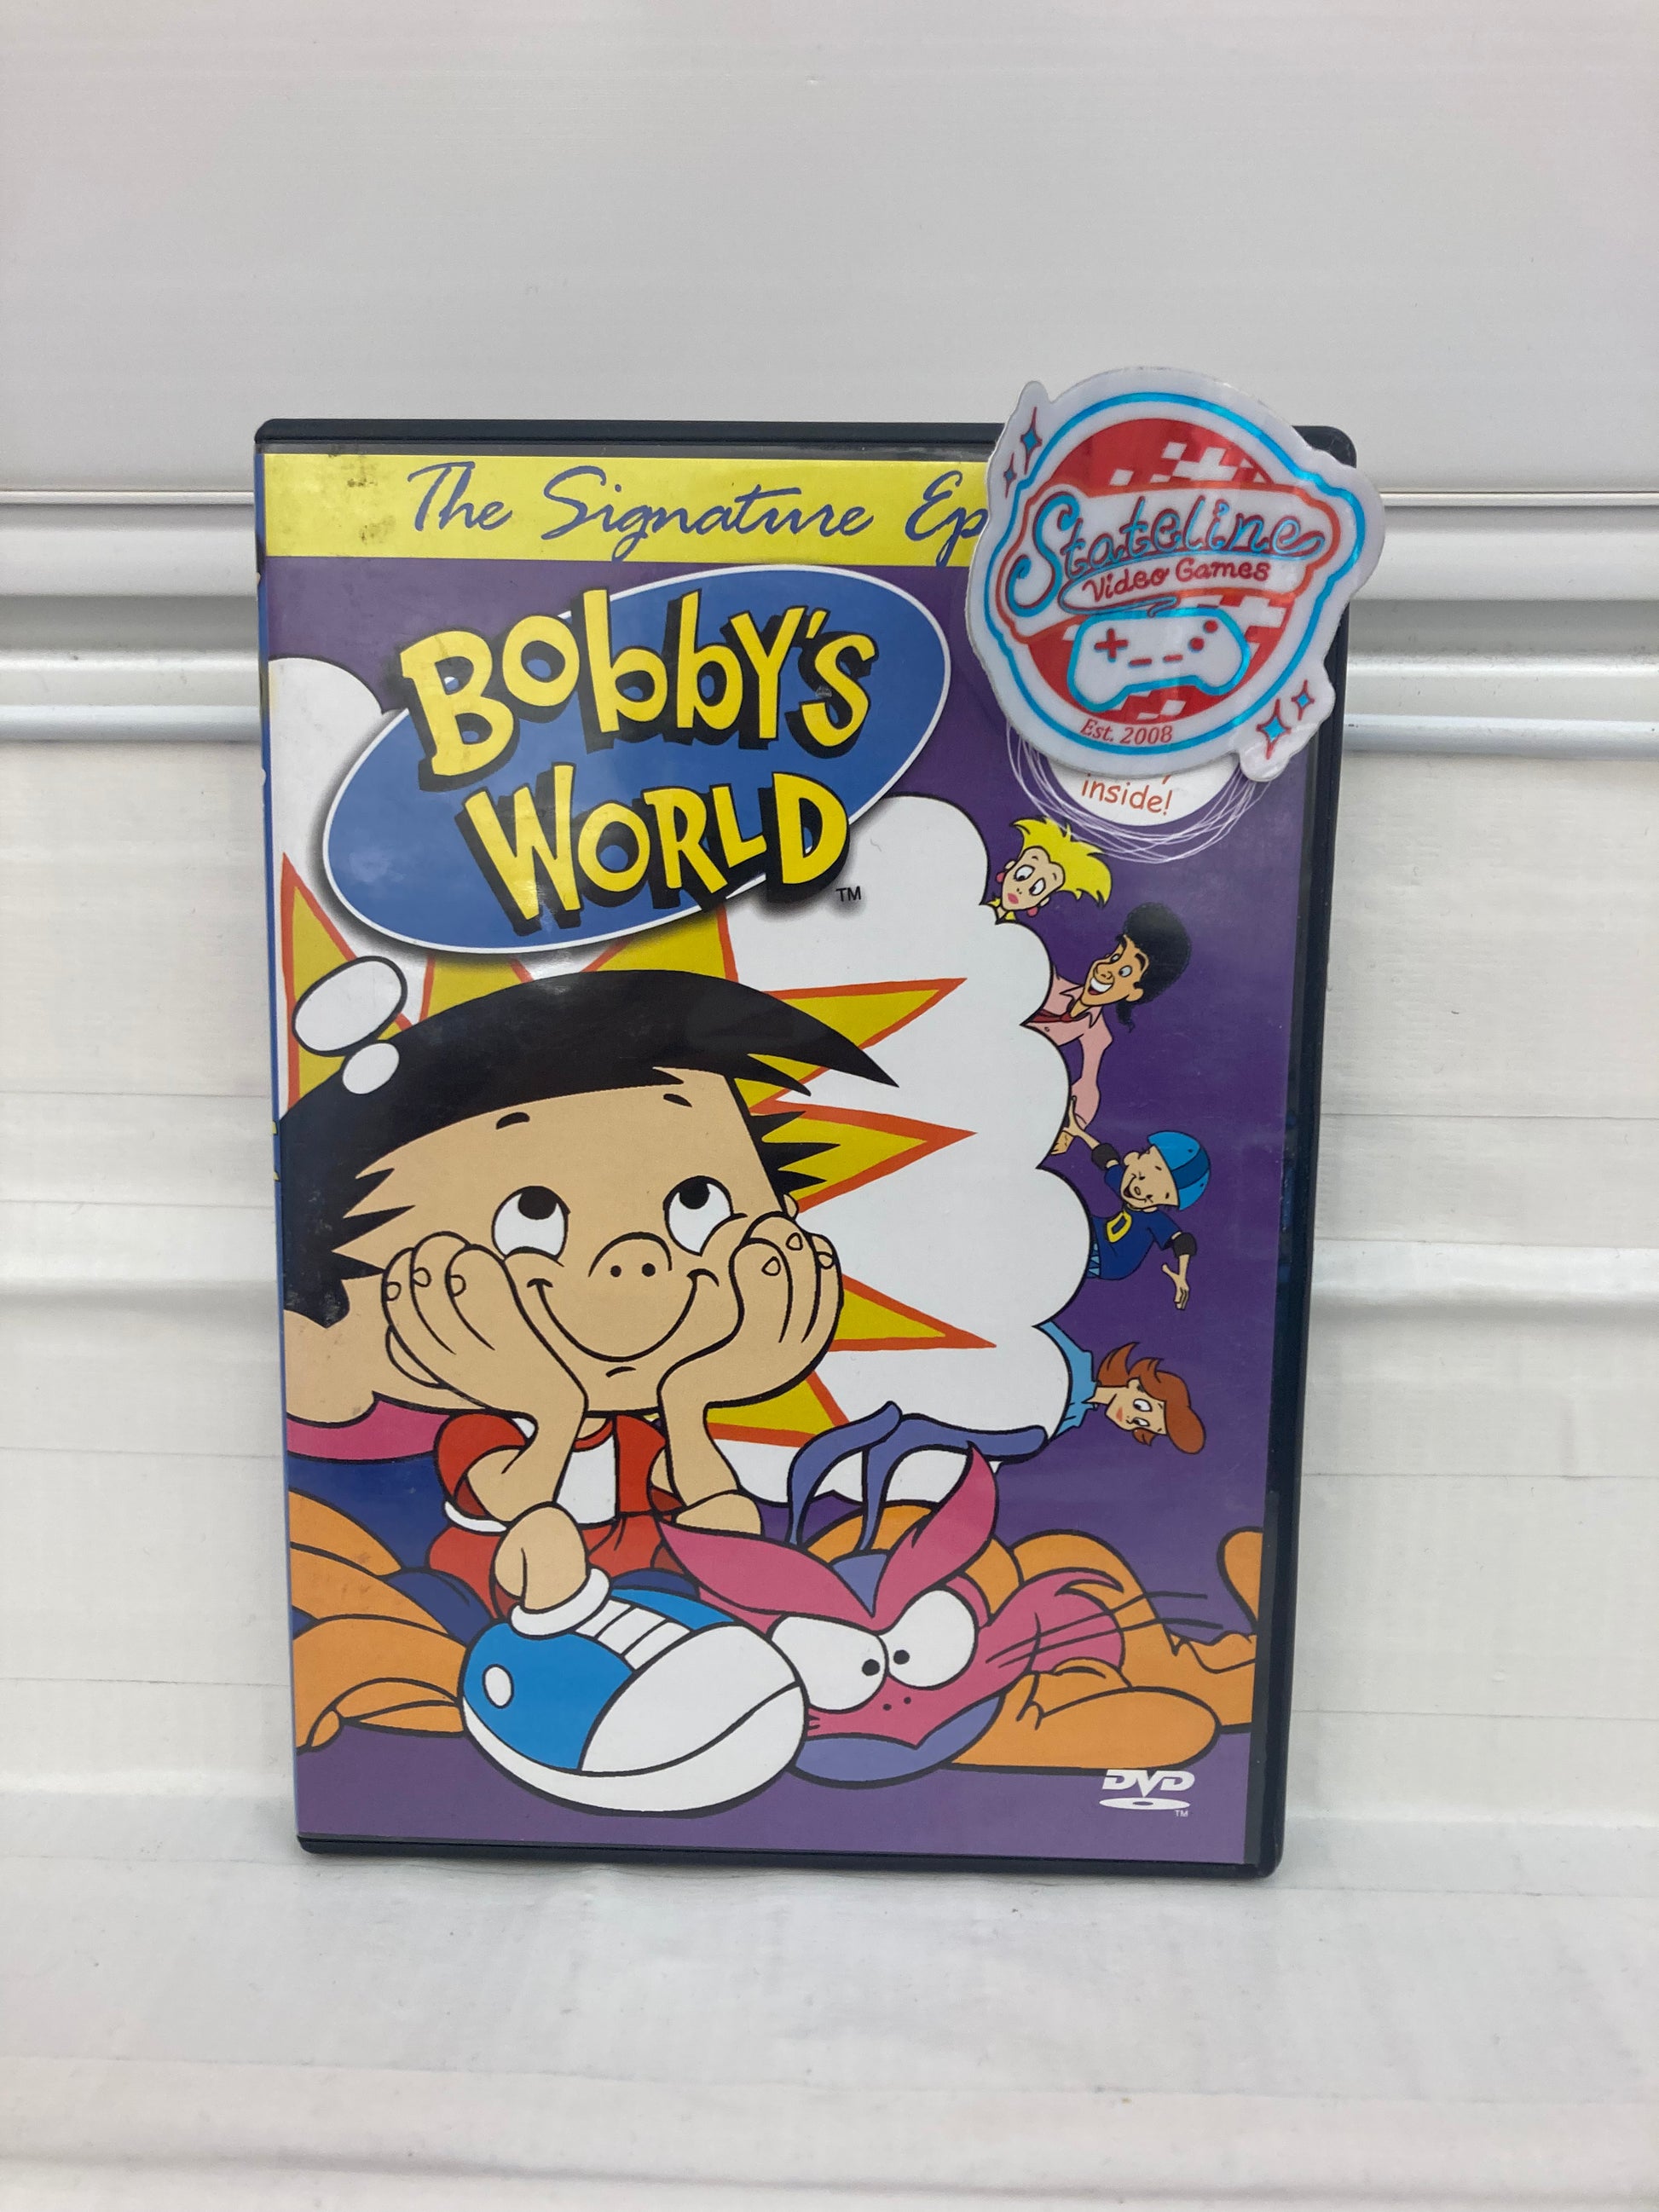 The Signature Ep
BobbY'S
WORLD
TM
Stateline
Video Games
Est. 2008
inside!
DVD
TM